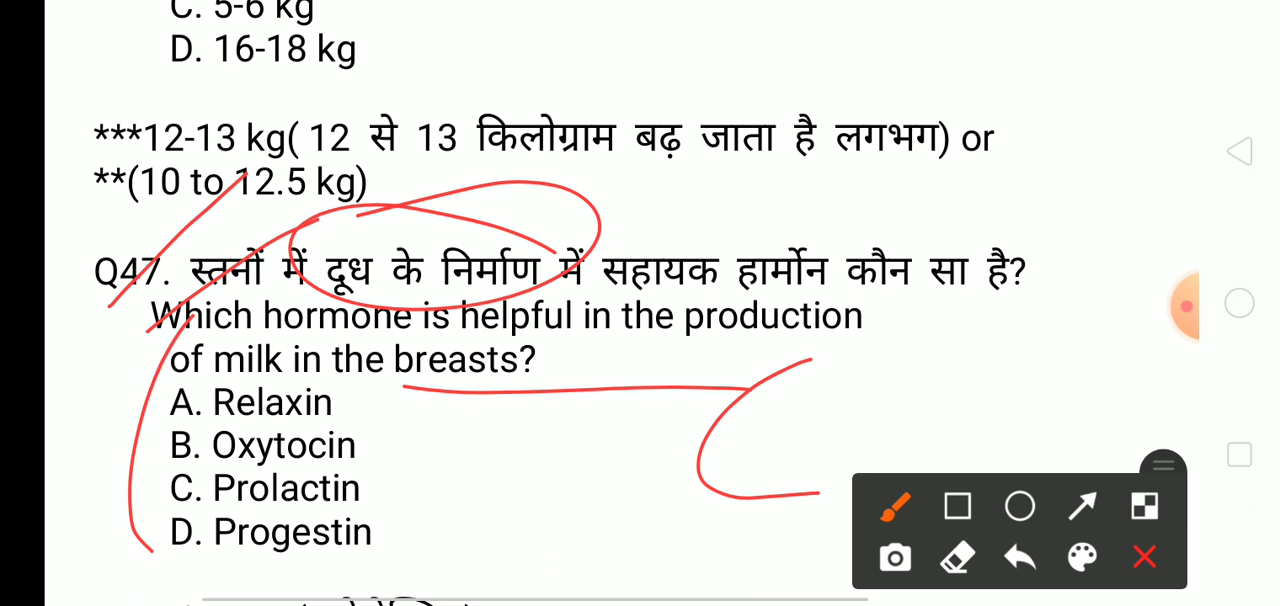 C. 5-6 kg
D. 16-18 kg
***12-13 kg( 12 से 13 किलोग्राम बढ़ जाता है लगभग) or
**(10 to 12.5 kg)
Q47. स्तनों में दूध के निर्माण में सहायक हार्मोन कौन सा है?
Which hormone is helpful in the production
of milk in the breasts?
A. Relaxin
B. Oxytocin
C. Prolactin
D. Progestin